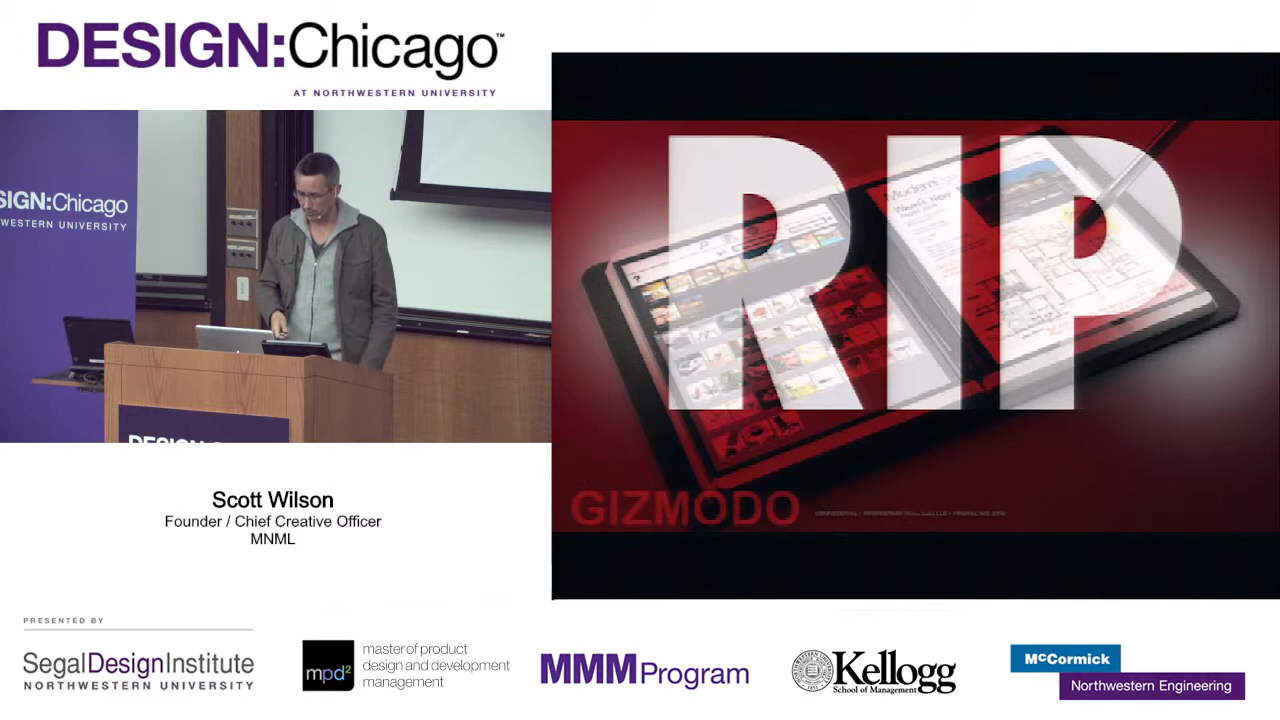 DESIGN:Chicago™
AT NORTHWESTERN UNIVERSITY
SIGN:Chicago
WESTERN UNIVERSITY
DESIGN:C
Scott Wilson
Founder / Chief Creative Officer
MNML
RIP
GIZMODO
PRESENTED BY
SegalDesignInstitute
NORTHWESTERN UNIVERSITY
mpd²
master of product
design and development
management
MMM Program
Kellogg
School of Management
McCormick
Northwestern Engineering